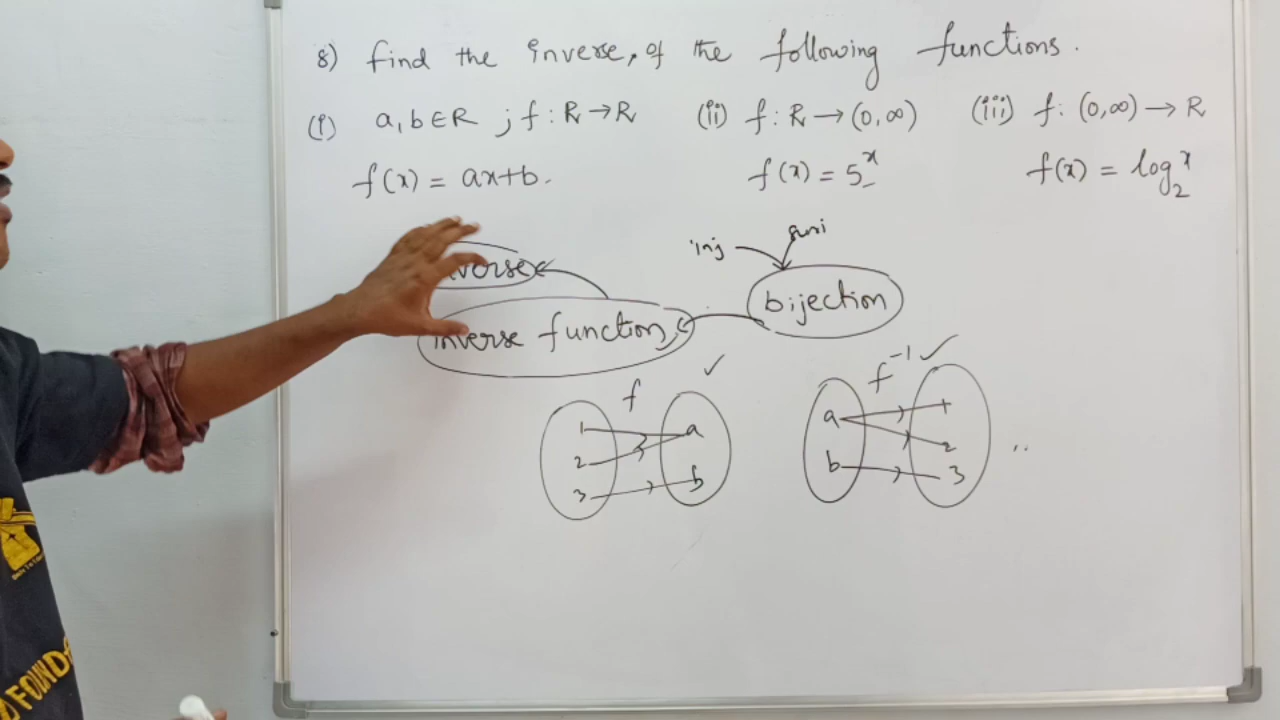 8) find the inverse, of the following functions.
(i) a, b ∈ R ; f : R → R (ii) f : R → (0, ∞) (iii) f : (0, ∞) → R
f(x) = ax+b. f(x) = 5^x f(x) = log_2^x
inj surj
verse bijection
inverse function
f ✓ f^-1 ✓
1 a a 1
2 2
3 b b 3